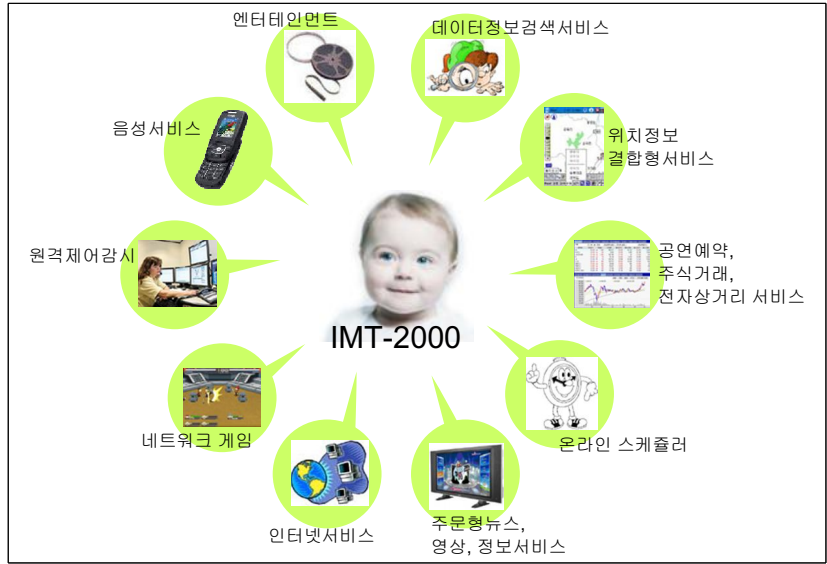 엔터테인먼트
데이터정보검색서비스
음성서비스
위치정보
결합형서비스
원격제어감시
공연예약,
주식거래,
전자상거리 서비스
IMT-2000
네트워크 게임
온라인 스케쥴러
인터넷서비스
주문형뉴스,
영상, 정보서비스